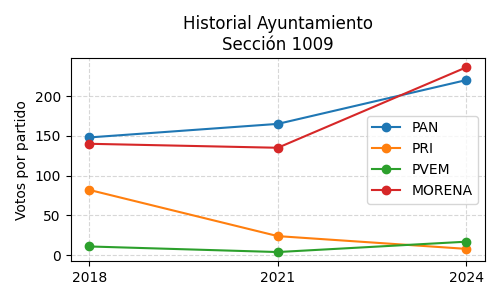 Historial Ayuntamiento
Sección 1009
Votos por partido
200
150
100
50
0
2018
2021
2024
PAN
PRI
PVEM
MORENA